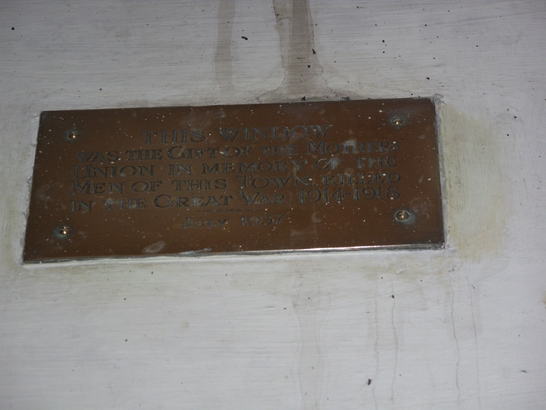 THIS WINDOW
WAS THE GIFT OF THE MOTHERS
UNION IN MEMORY OF THE
MEN OF THIS TOWN KILLED
IN THE GREAT WAR 1914-1918